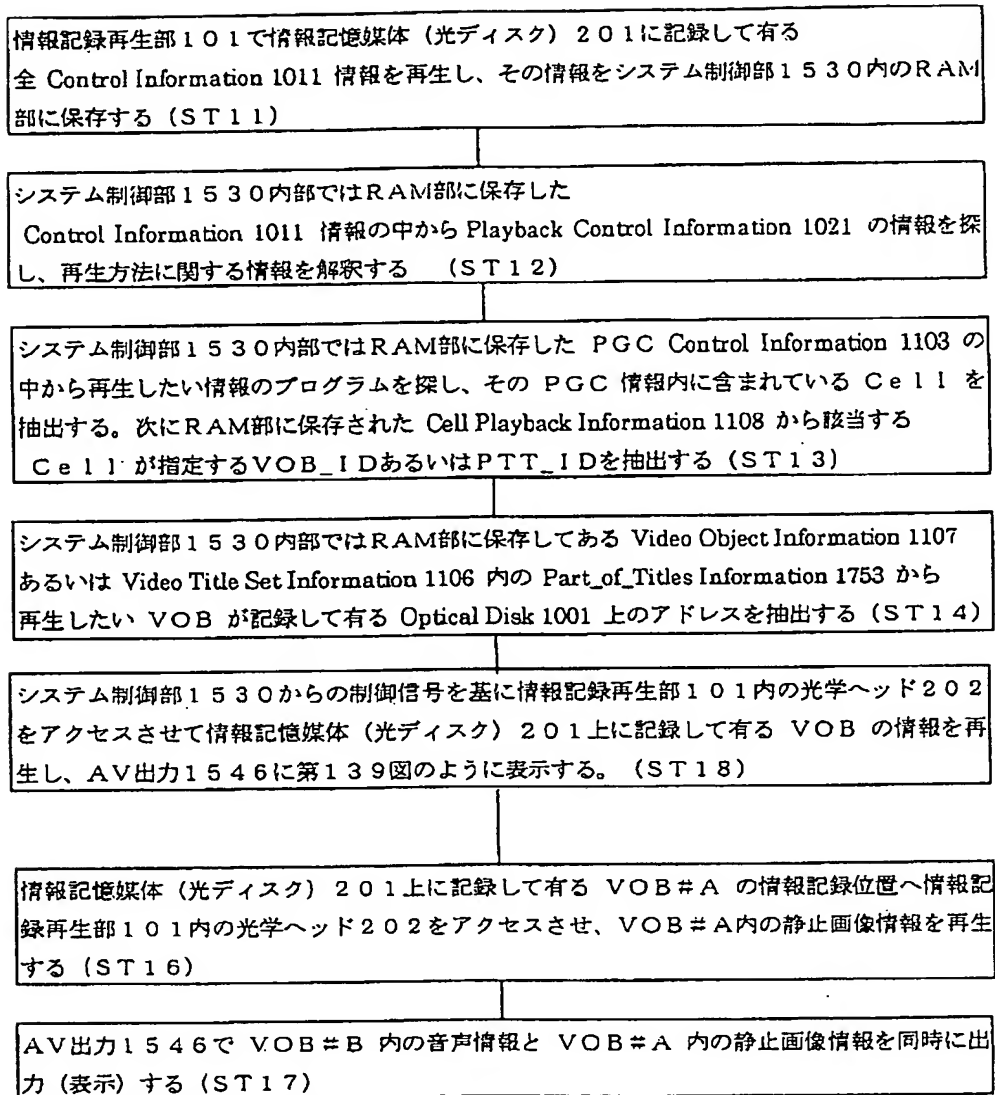 情報記録再生部101で情報記憶媒体（光ディスク）201に記録して有る
全 Control Information 1011 情報を再生し、その情報をシステム制御部1530内のRAM
部に保存する（ST11）
システム制御部1530内部ではRAM部に保存した
Control Information 1011 情報の中から Playback Control Information 1021 の情報を探
し、再生方法に関する情報を解釈する （ST12）
システム制御部1530内部ではRAM部に保存した PGC Control Information 1103 の
中から再生したい情報のプログラムを探し、その PGC 情報内に含まれている Cell を
抽出する。次にRAM部に保存された Cell Playback Information 1108 から該当する
Cell が指定するVOB_IDあるいはPTT_IDを抽出する（ST13）
システム制御部1530内部ではRAM部に保存してある Video Object Information 1107
あるいは Video Title Set Information 1106 内の Part_of_Titles Information 1753 から
再生したい VOB が記録して有る Optical Disk 1001 上のアドレスを抽出する（ST14）
システム制御部1530からの制御信号を基に情報記録再生部101内の光学ヘッド202
をアクセスさせて情報記憶媒体（光ディスク）201上に記録して有る VOB の情報を再
生し、AV出力1546に第139図のように表示する。（ST18）
情報記憶媒体（光ディスク）201上に記録して有る VOB#A の情報記録位置へ情報記
録再生部101内の光学ヘッド202をアクセスさせ、VOB#A内の静止画像情報を再生
する（ST16）
AV出力1546で VOB#B 内の音声情報と VOB#A 内の静止画像情報を同時に出
力（表示）する（ST17）